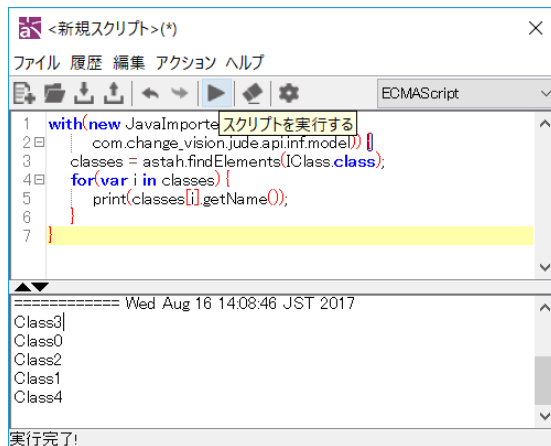 <新規スクリプト>(*)
ファイル 履歴 編集 アクション ヘルプ
ECMAScript
スクリプトを実行する
1 with(new JavaImporte
2 com.change_vision.jude.api.inf.model)) {
3 classes = astah.findElements(IClass.class);
4 for(var i in classes) {
5 print(classes[i].getName());
6 }
7 }
============ Wed Aug 16 14:08:46 JST 2017
Class3
Class0
Class2
Class1
Class4
実行完了!